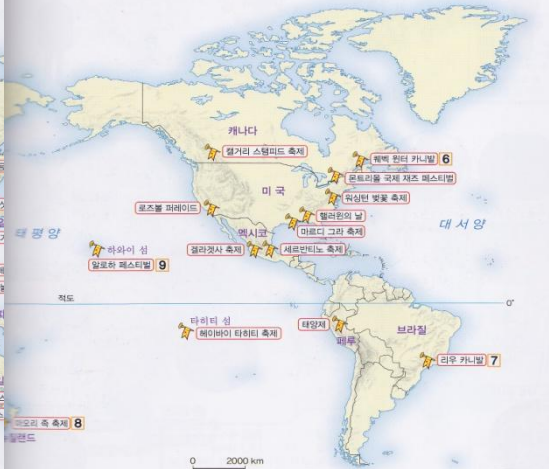 캐나다
캘거리 스탬피드 축제
퀘벡 윈터 카니발 6
몬트리올 국제 재즈 페스티벌
미국
워싱턴 벚꽃 축제
로즈볼 퍼레이드
핼러윈의 날
마르디 그라 축제
대서양
태평양
멕시코
겔라겟사 축제
세르반티노 축제
하와이 섬
알로하 페스티벌 9
적도
0°
타히티 섬
헤이바이 타히티 축제
태양제
페루
브라질
리우 카니발 7
마오리 족 축제 8
질랜드
0 2000 km